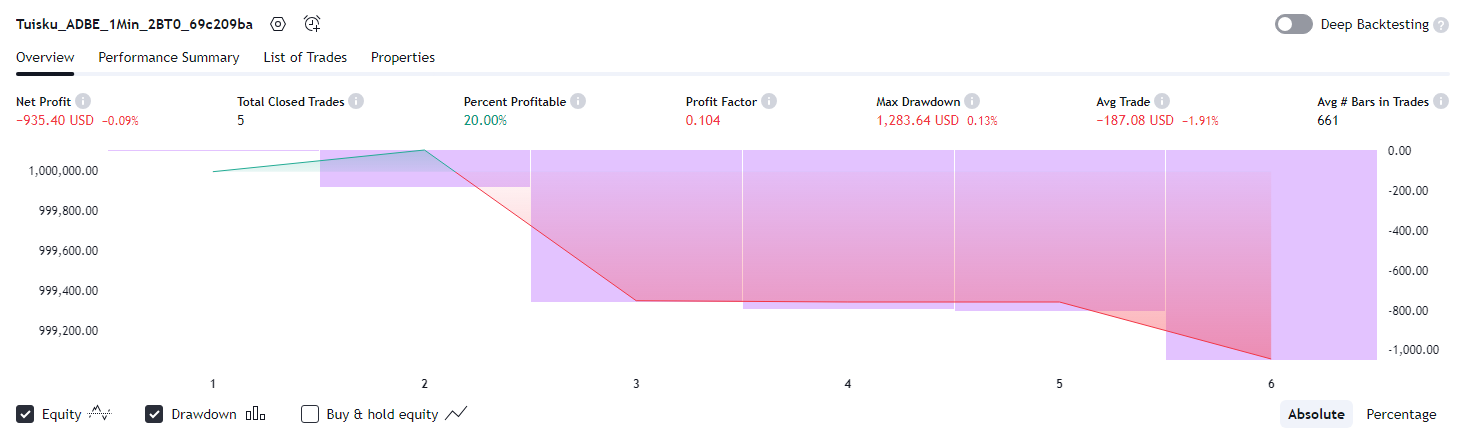 Tuisku_ADBE_1Min_2BT0_69c209ba
Deep Backtesting
Overview Performance Summary List of Trades Properties
Net Profit Total Closed Trades Percent Profitable Profit Factor Max Drawdown Avg Trade Avg # Bars in Trades
−935.40 USD −0.09% 5 20.00% 0.104 1,283.64 USD 0.13% −187.08 USD −1.91% 661
1,000,000.00
999,800.00
999,600.00
999,400.00
999,200.00
0.00
-200.00
-400.00
-600.00
-800.00
-1,000.00
1 2 3 4 5 6
Equity Drawdown Buy & hold equity Absolute Percentage